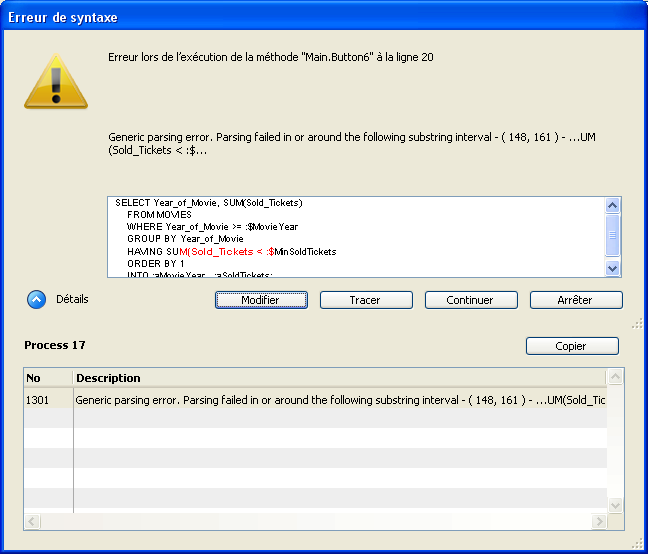 Erreur de syntaxe
Erreur lors de l'exécution de la méthode "Main.Button6" à la ligne 20
Generic parsing error. Parsing failed in or around the following substring interval - ( 148, 161 ) - ...UM
(Sold_Tickets < :$...
SELECT Year_of_Movie, SUM(Sold_Tickets)
FROM MOVIES
WHERE Year_of_Movie >= :$MovieYear
GROUP BY Year_of_Movie
HAVING SUM(Sold_Tickets < :$MinSoldTickets
ORDER BY 1
INTO :aMovieYear, :aSoldTickets;
Détails
Modifier
Tracer
Continuer
Arrêter
Process 17
Copier
No Description
1301 Generic parsing error. Parsing failed in or around the following substring interval - ( 148, 161 ) - ...UM(Sold_Tic